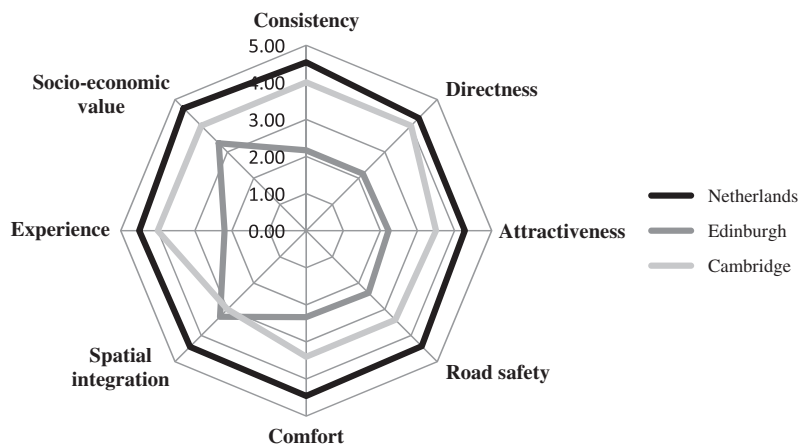 Consistency
5.00
4.00
3.00
2.00
1.00
0.00
Directness
Attractiveness
Road safety
Comfort
Spatial
integration
Experience
Socio-economic
value
Netherlands
Edinburgh
Cambridge